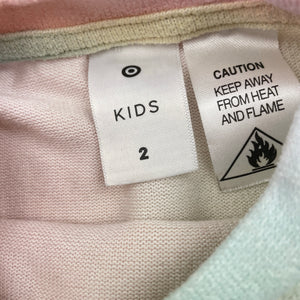 KIDS
2
CAUTION
KEEP AWAY
FROM HEAT
AND FLAME